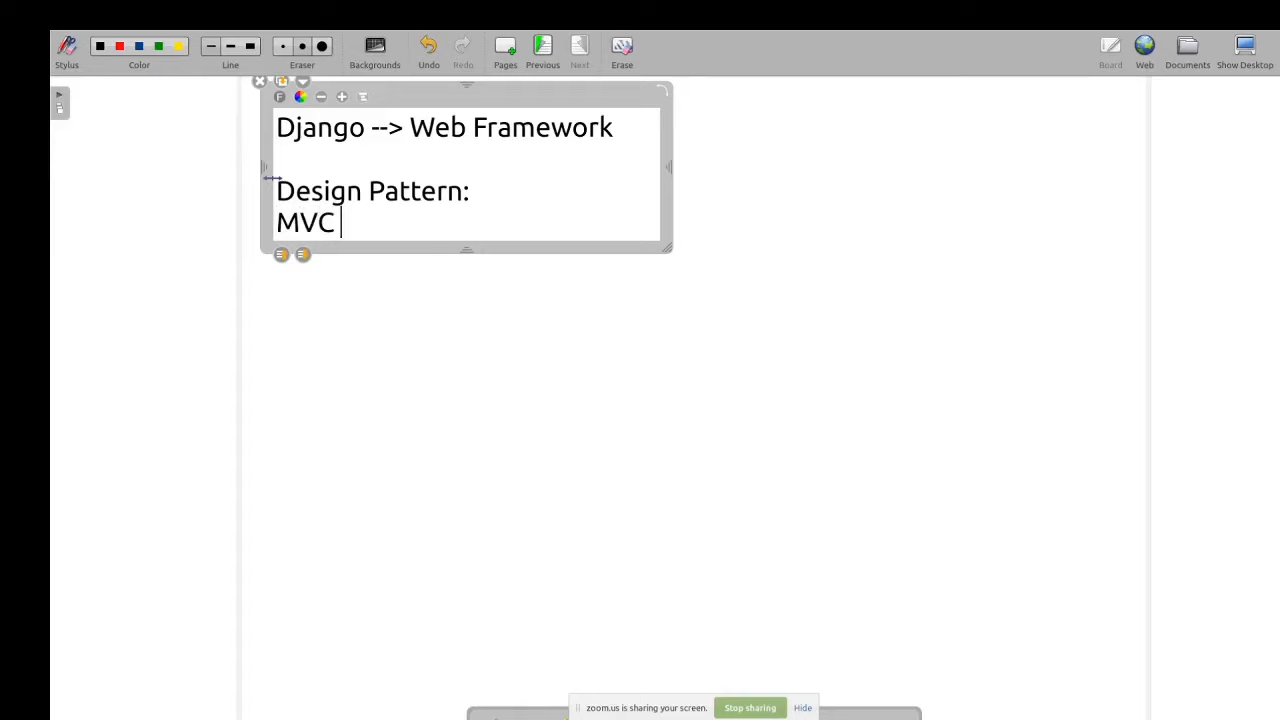 Stylus
Color
Line
Eraser
Backgrounds
Undo
Redo
Pages
Previous
Next
Erase
Board
Web
Documents
Show Desktop
F
Django --> Web Framework
Design Pattern:
MVC
zoom.us is sharing your screen.
Stop sharing
Hide